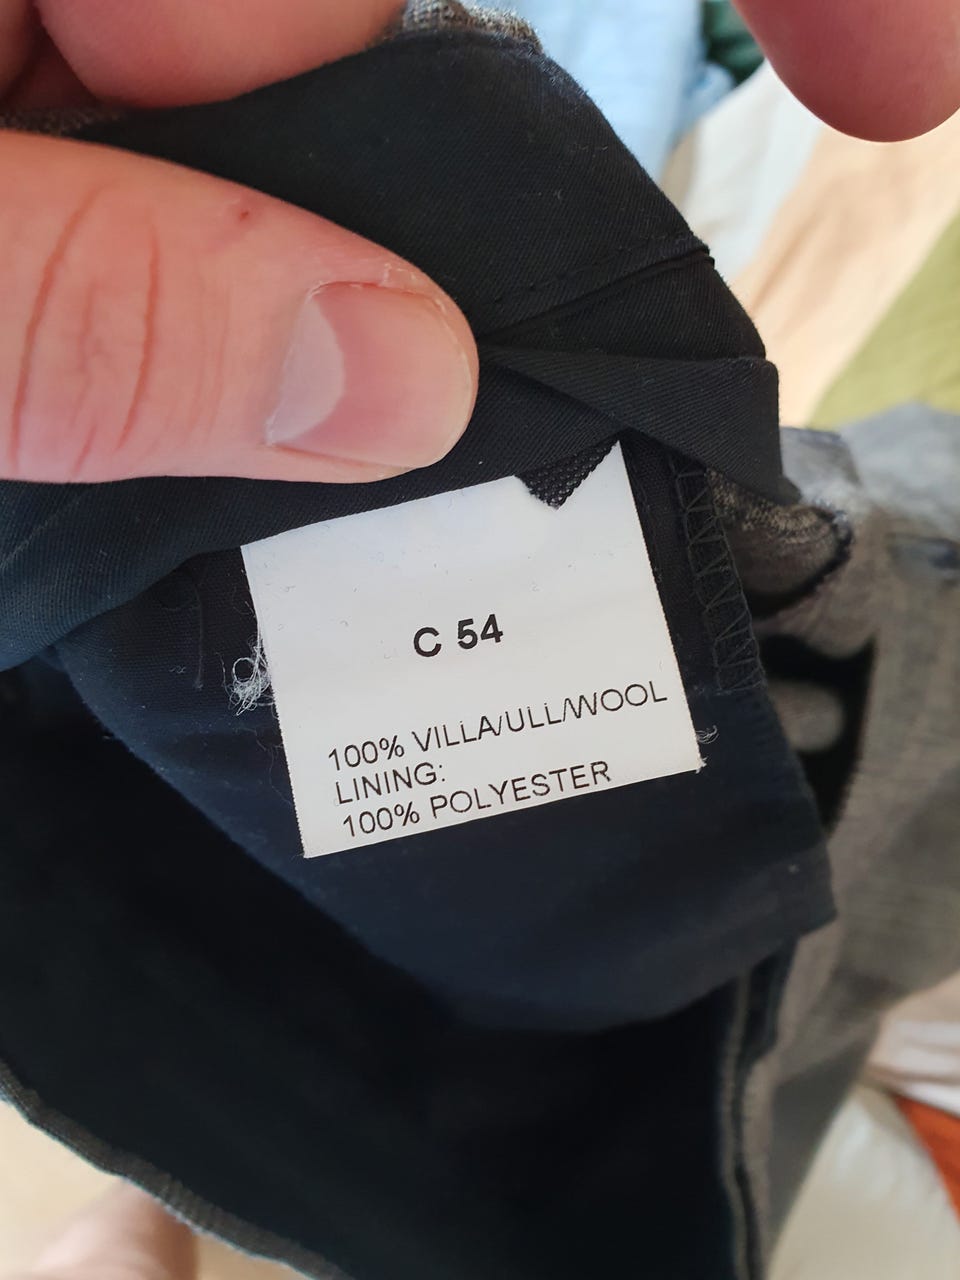 C 54
100% VILLA/ULL/WOOL
LINING:
100% POLYESTER